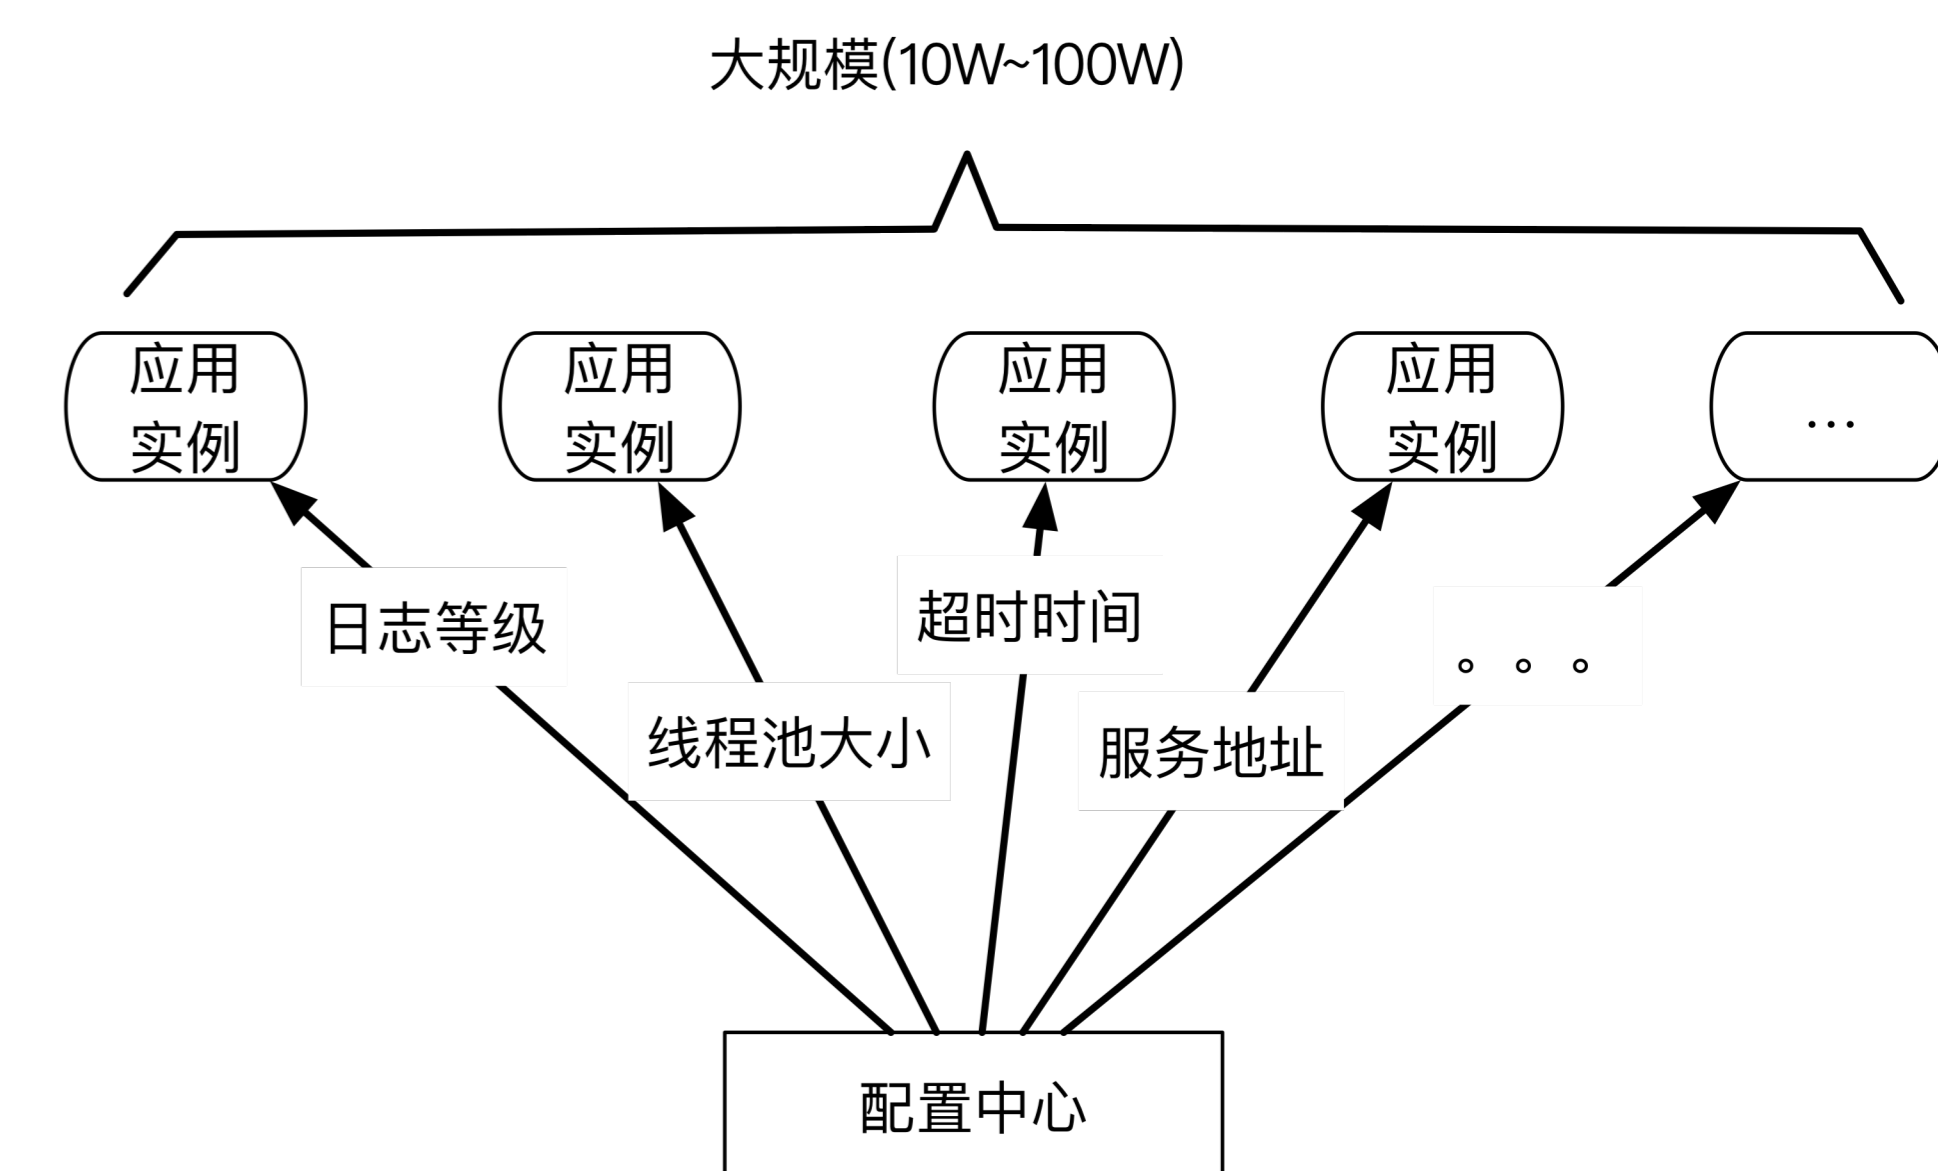 大规模(10W~100W)
应用
实例
应用
实例
应用
实例
应用
实例
...
日志等级
线程池大小
超时时间
服务地址
。。。
配置中心